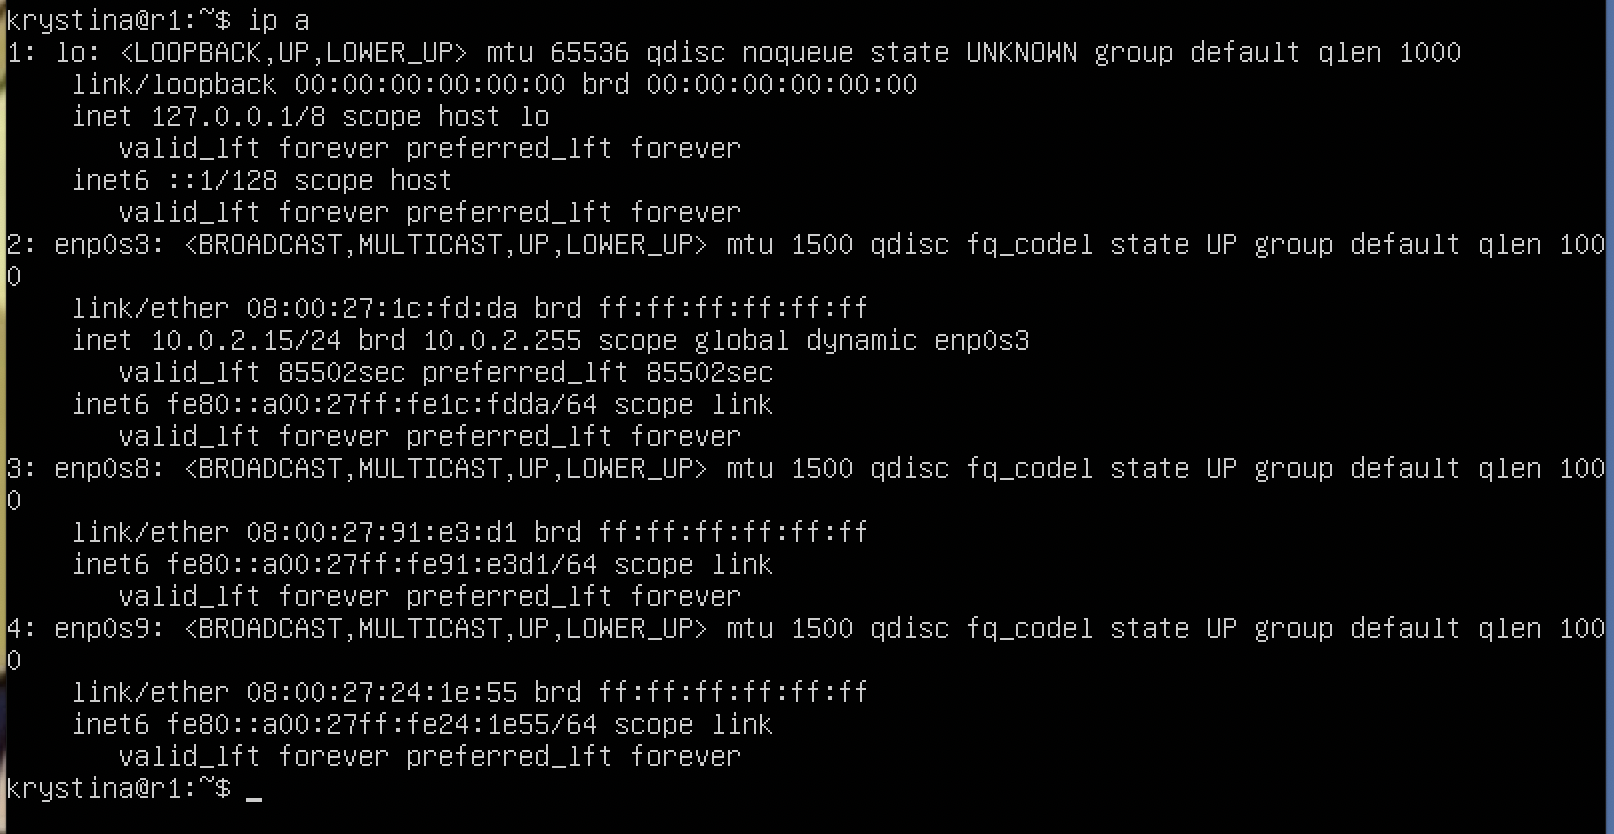 krystina@r1:~$ ip a
1: lo: <LOOPBACK,UP,LOWER_UP> mtu 65536 qdisc noqueue state UNKNOWN group default qlen 1000
    link/loopback 00:00:00:00:00:00 brd 00:00:00:00:00:00
    inet 127.0.0.1/8 scope host lo
       valid_lft forever preferred_lft forever
    inet6 ::1/128 scope host
       valid_lft forever preferred_lft forever
2: enp0s3: <BROADCAST,MULTICAST,UP,LOWER_UP> mtu 1500 qdisc fq_codel state UP group default qlen 100
0
    link/ether 08:00:27:1c:fd:da brd ff:ff:ff:ff:ff:ff
    inet 10.0.2.15/24 brd 10.0.2.255 scope global dynamic enp0s3
       valid_lft 85502sec preferred_lft 85502sec
    inet6 fe80::a00:27ff:fe1c:fdda/64 scope link
       valid_lft forever preferred_lft forever
3: enp0s8: <BROADCAST,MULTICAST,UP,LOWER_UP> mtu 1500 qdisc fq_codel state UP group default qlen 100
0
    link/ether 08:00:27:91:e3:d1 brd ff:ff:ff:ff:ff:ff
    inet6 fe80::a00:27ff:fe91:e3d1/64 scope link
       valid_lft forever preferred_lft forever
4: enp0s9: <BROADCAST,MULTICAST,UP,LOWER_UP> mtu 1500 qdisc fq_codel state UP group default qlen 100
0
    link/ether 08:00:27:24:1e:55 brd ff:ff:ff:ff:ff:ff
    inet6 fe80::a00:27ff:fe24:1e55/64 scope link
       valid_lft forever preferred_lft forever
krystina@r1:~$ _